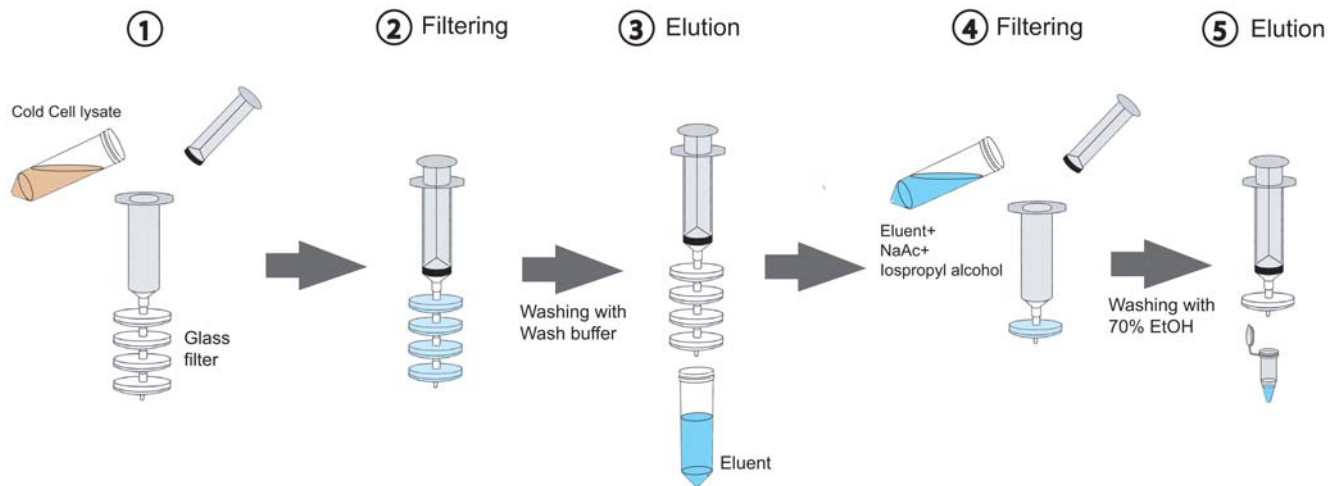 ①
② Filtering
③ Elution
④ Filtering
⑤ Elution
Cold Cell lysate
Glass
filter
Washing with
Wash buffer
Eluent
Eluent+
NaAc+
Iospropyl alcohol
Washing with
70% EtOH